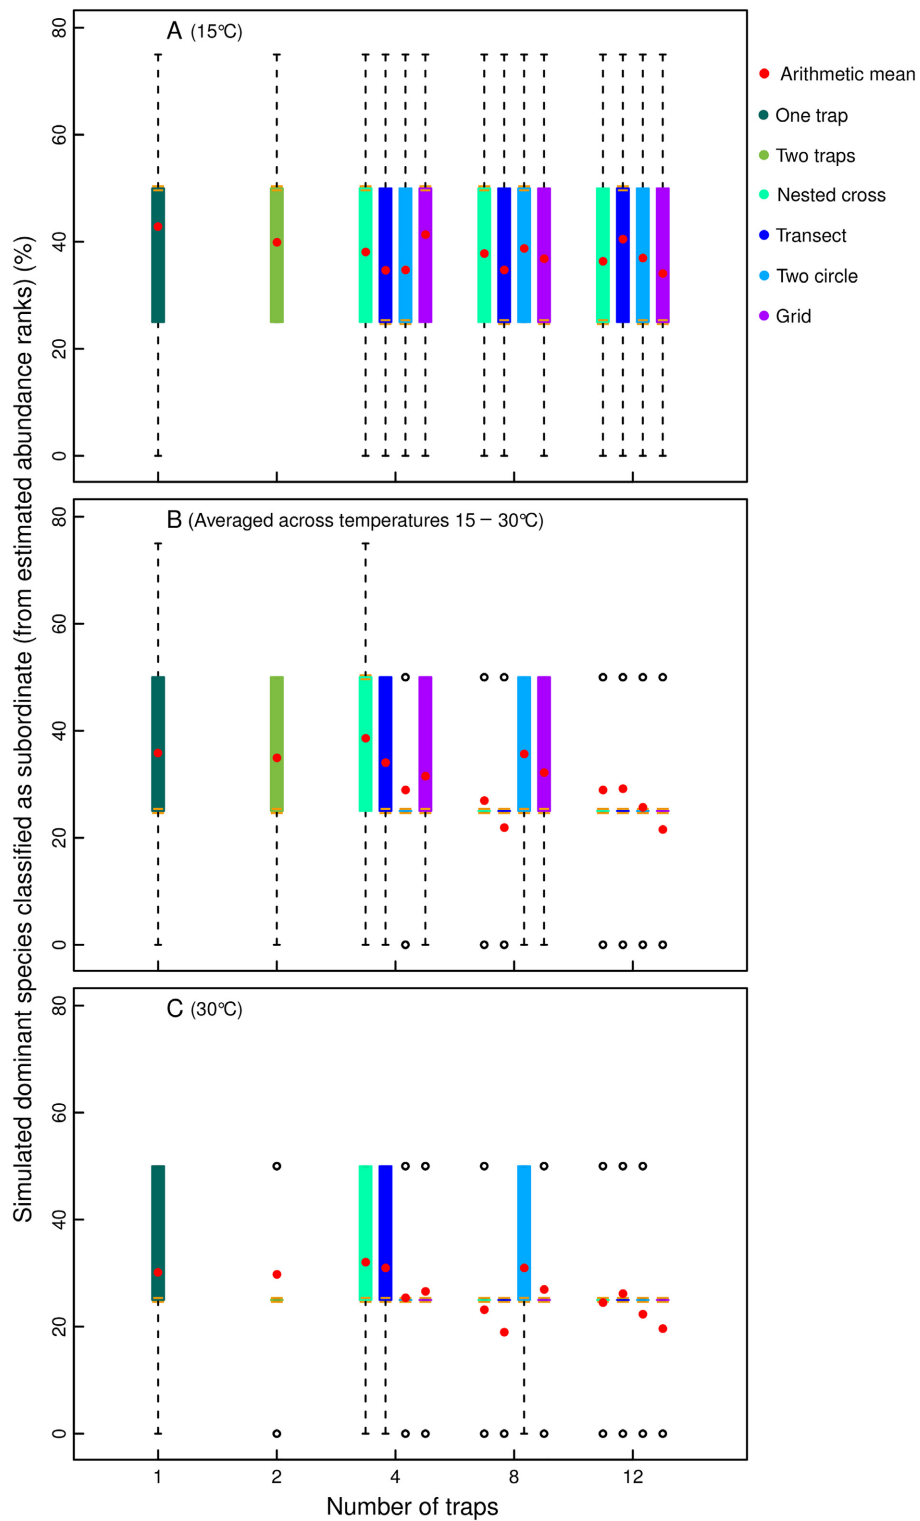 Simulated dominant species classified as subordinate (from estimated abundance ranks) (%)
A (15°C)
80
60
40
20
0
Arithmetic mean
One trap
Two traps
Nested cross
Transect
Two circle
Grid
B (Averaged across temperatures 15 – 30°C)
80
60
40
20
0
C (30°C)
80
60
40
20
0
1 2 4 8 12
Number of traps